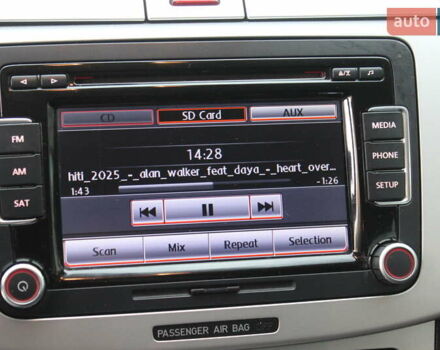 auto
CD
SD Card
AUX
FM
AM
SAT
MEDIA
PHONE
SETUP
14:28
hiti_2025_-_alan_walker_feat_daya_-_heart_over...
1:43
-1:26
Scan
Mix
Repeat
Selection
PASSENGER AIR BAG